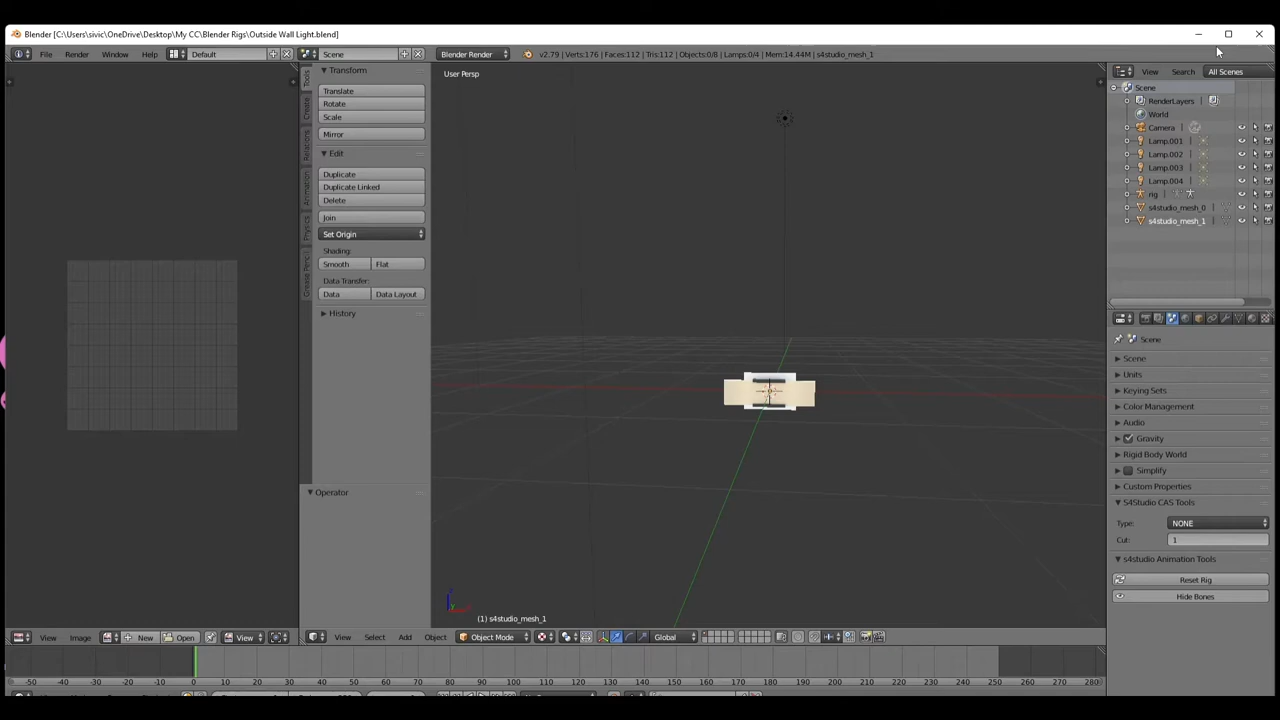 Blender [C:\Users\sivic\OneDrive\Desktop\My CC\Blender Rigs\Outside Wall Light.blend]
File Render Window Help Default Scene Blender Render v2.79 | Verts:176 | Faces:112 | Tris:112 | Objects:0/8 | Lamps:0/4 | Mem:14.44M | s4studio_mesh_1
View Search All Scenes
Tools
Create
Relations
Animation
Physics
Grease Pencil
Transform
Translate
Rotate
Scale
Mirror
Edit
Duplicate
Duplicate Linked
Delete
Join
Set Origin
Shading:
Smooth Flat
Data Transfer:
Data Data Layout
History
Operator
User Persp
(1) s4studio_mesh_1
Scene
RenderLayers
World
Camera
Lamp.001
Lamp.002
Lamp.003
Lamp.004
rig
s4studio_mesh_0
s4studio_mesh_1
Scene
Scene
Units
Keying Sets
Color Management
Audio
Gravity
Rigid Body World
Simplify
Custom Properties
S4Studio CAS Tools
Type: NONE
Cut: 1
s4studio Animation Tools
Reset Rig
Hide Bones
View Image New Open View
View Select Add Object Object Mode Global
-50 -40 -30 -20 -10 0 10 20 30 40 50 60 70 80 90 100 110 120 130 140 150 160 170 180 190 200 210 220 230 240 250 260 270 280